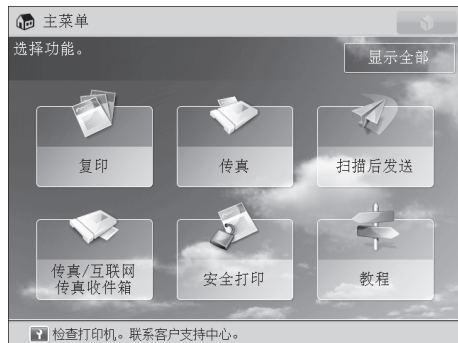 主菜单
选择功能。
显示全部
复印
传真
扫描后发送
传真/互联网
传真收件箱
安全打印
教程
检查打印机。联系客户支持中心。